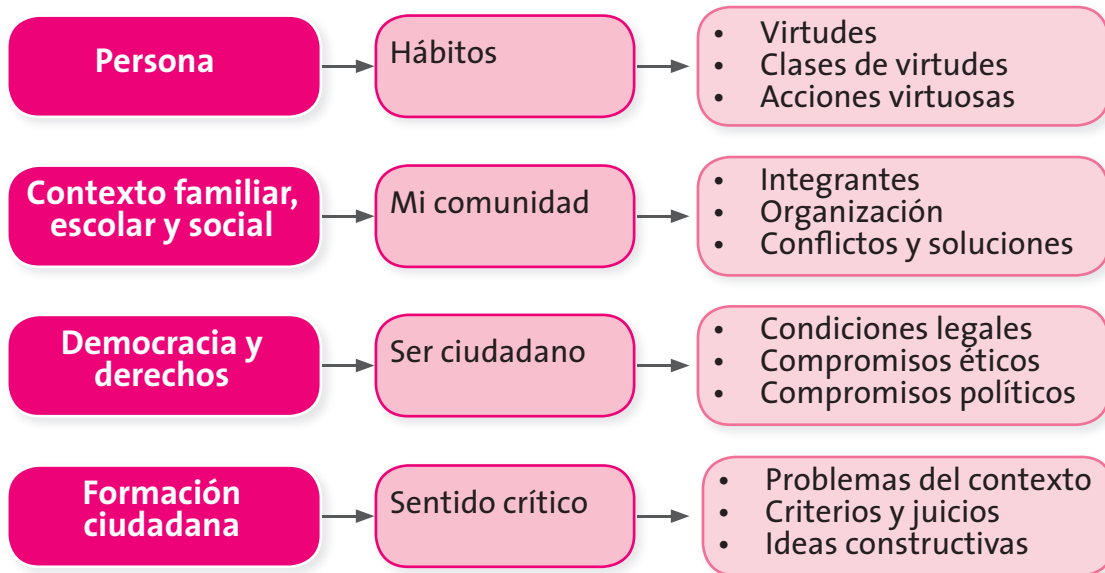 Persona
Hábitos
• Virtudes
• Clases de virtudes
• Acciones virtuosas
Contexto familiar,
escolar y social
Mi comunidad
• Integrantes
• Organización
• Conflictos y soluciones
Democracia y
derechos
Ser ciudadano
• Condiciones legales
• Compromisos éticos
• Compromisos políticos
Formación
ciudadana
Sentido crítico
• Problemas del contexto
• Criterios y juicios
• Ideas constructivas